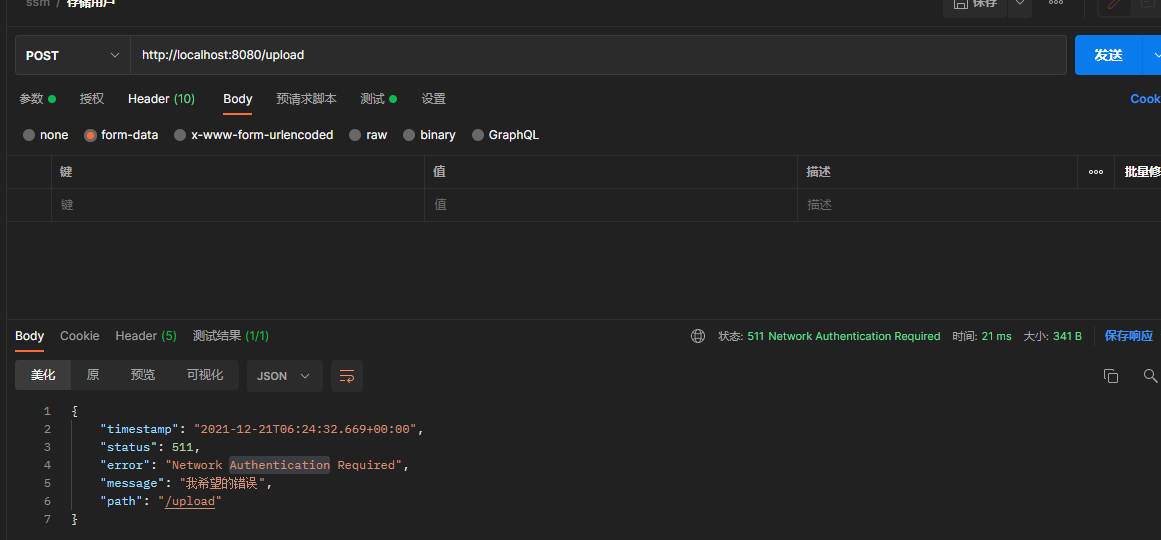 ssm / 存储用户
保存
POST http://localhost:8080/upload 发送
参数 授权 Header (10) Body 预请求脚本 测试 设置 Cook
none form-data x-www-form-urlencoded raw binary GraphQL
键 值 描述 批量修
键 值 描述
Body Cookie Header (5) 测试结果 (1/1) 状态: 511 Network Authentication Required 时间: 21 ms 大小: 341 B 保存响应
美化 原 预览 可视化 JSON
1 {
2 "timestamp": "2021-12-21T06:24:32.669+00:00",
3 "status": 511,
4 "error": "Network Authentication Required",
5 "message": "我希望的错误",
6 "path": "/upload"
7 }